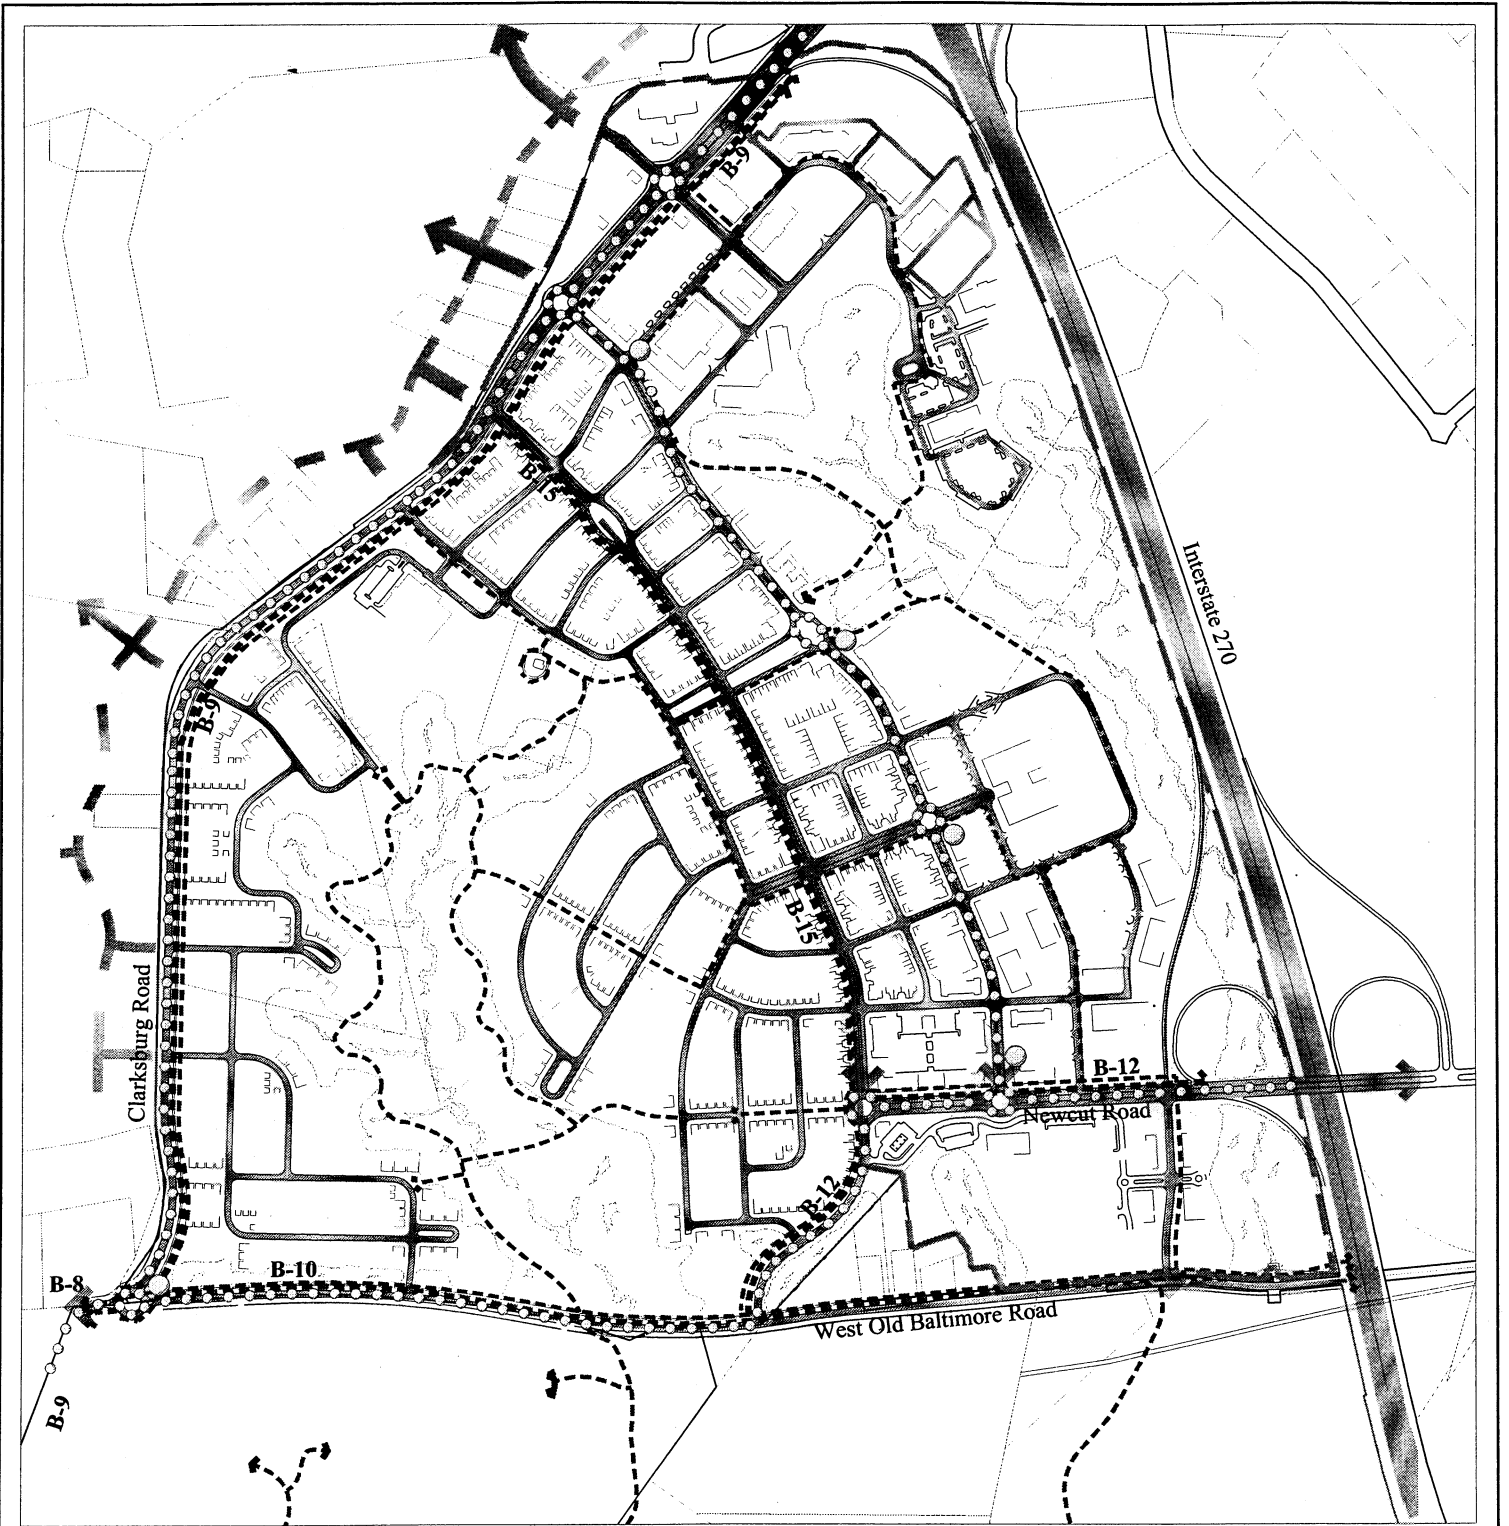 B-9
B-15
Interstate 270
B-9
B-15
Clarksburg Road
B-12
Newcut Road
B-12
B-8
B-10
West Old Baltimore Road
B-9